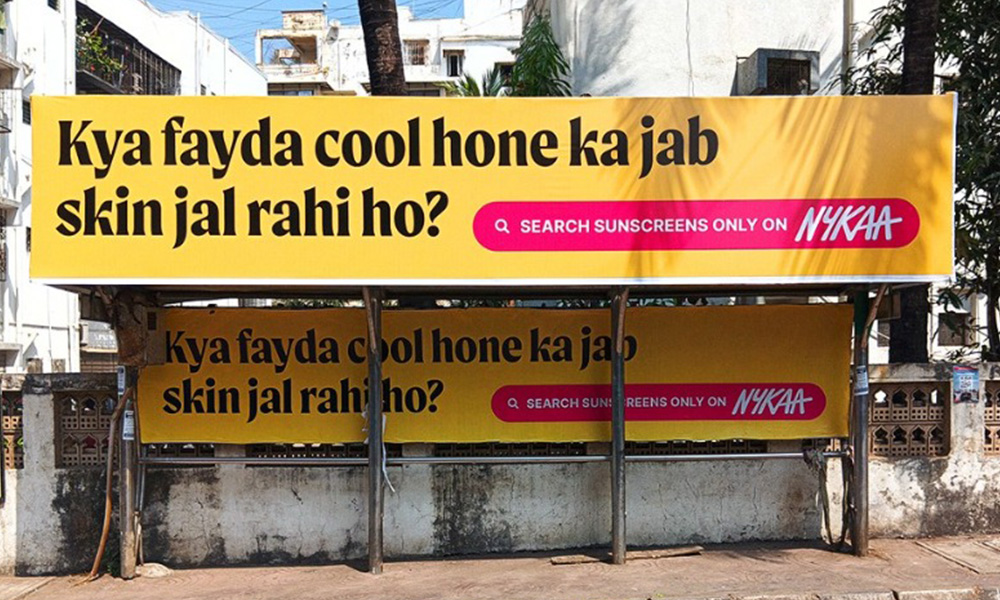 Kya fayda cool hone ka jab
skin jal rahi ho?
SEARCH SUNSCREENS ONLY ON NYKAA
Kya fayda cool hone ka jab
skin jal rahi ho?
SEARCH SUNSCREENS ONLY ON NYKAA